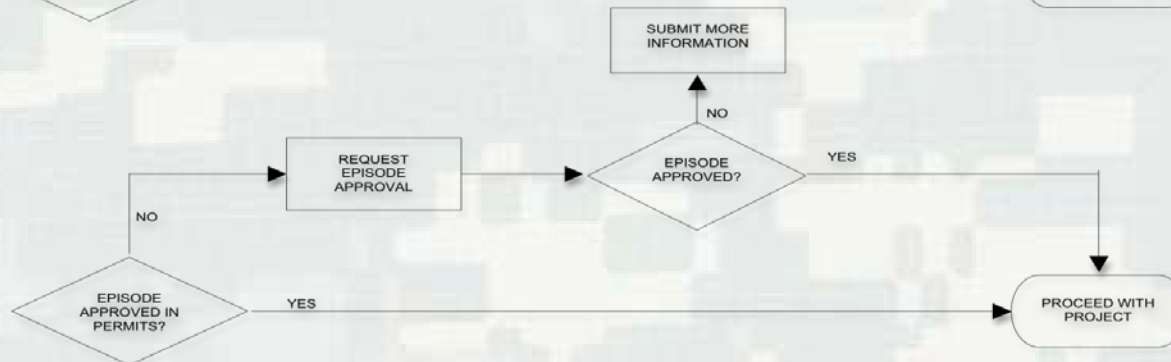 SUBMIT MORE
INFORMATION
NO
REQUEST
EPISODE
APPROVAL
EPISODE
APPROVED?
YES
NO
EPISODE
APPROVED IN
PERMITS?
YES
PROCEED WITH
PROJECT